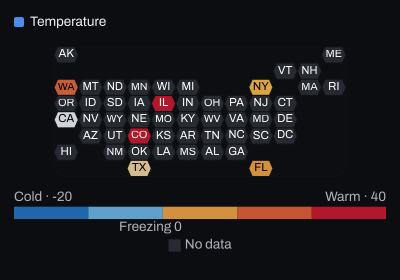 Temperature
AK ME
VT NH
WA MT ND MN WI MI NY MA RI
OR ID SD IA IL IN OH PA NJ CT
CA NV WY NE MO KY WV VA MD DE
AZ UT CO KS AR TN NC SC DC
HI NM OK LA MS AL GA
TX FL
Cold · -20 Warm · 40
Freezing 0
No data